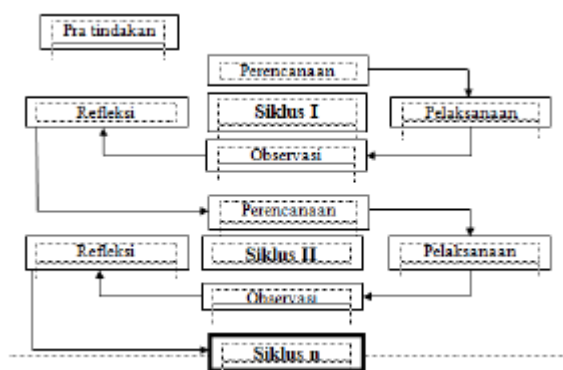 Pra tindakan
Perencanaan
Refleksi
Siklus I
Pelaksanaan
Observasi
Perencanaan
Refleksi
Siklus II
Pelaksanaan
Observasi
Siklus n